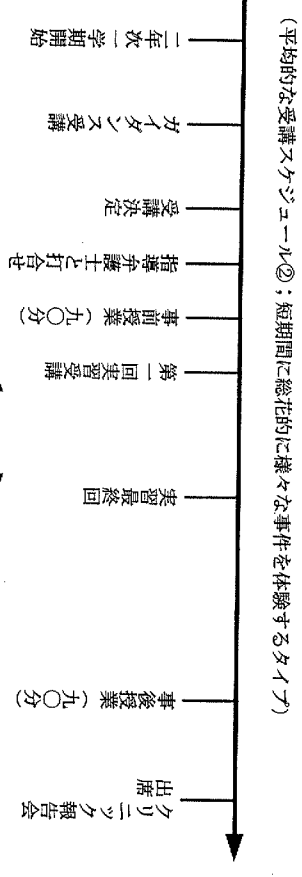 （平均的な受講スケジュール②；短期間に総花的に様々な事件を体験するタイプ）
二年次一学期開始
ガイダンス受講
受講決定
指導弁護士と打合せ
事前授業（九〇分）
第一回実習受講
実習最終回
事後授業（九〇分）
クリニック報告会
出席